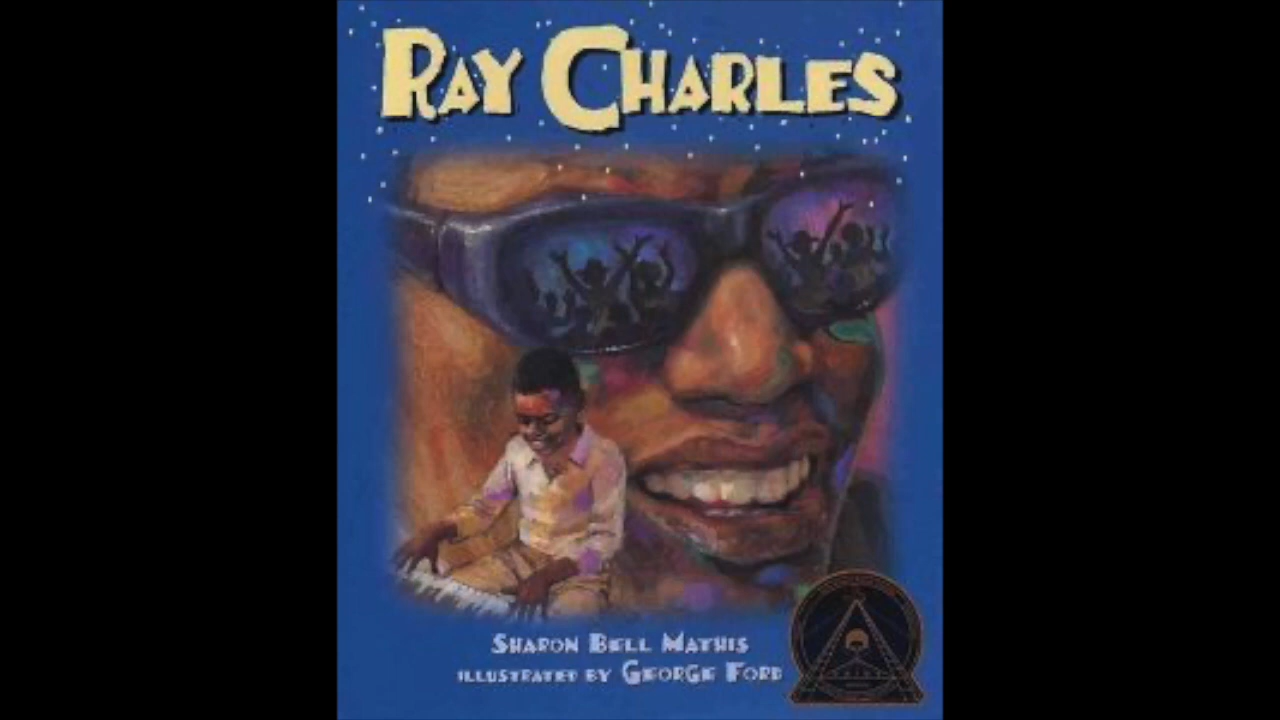 RAY CHARLES
SHARON BELL MATHIS
ILLUSTRATED BY GEORGE FORD